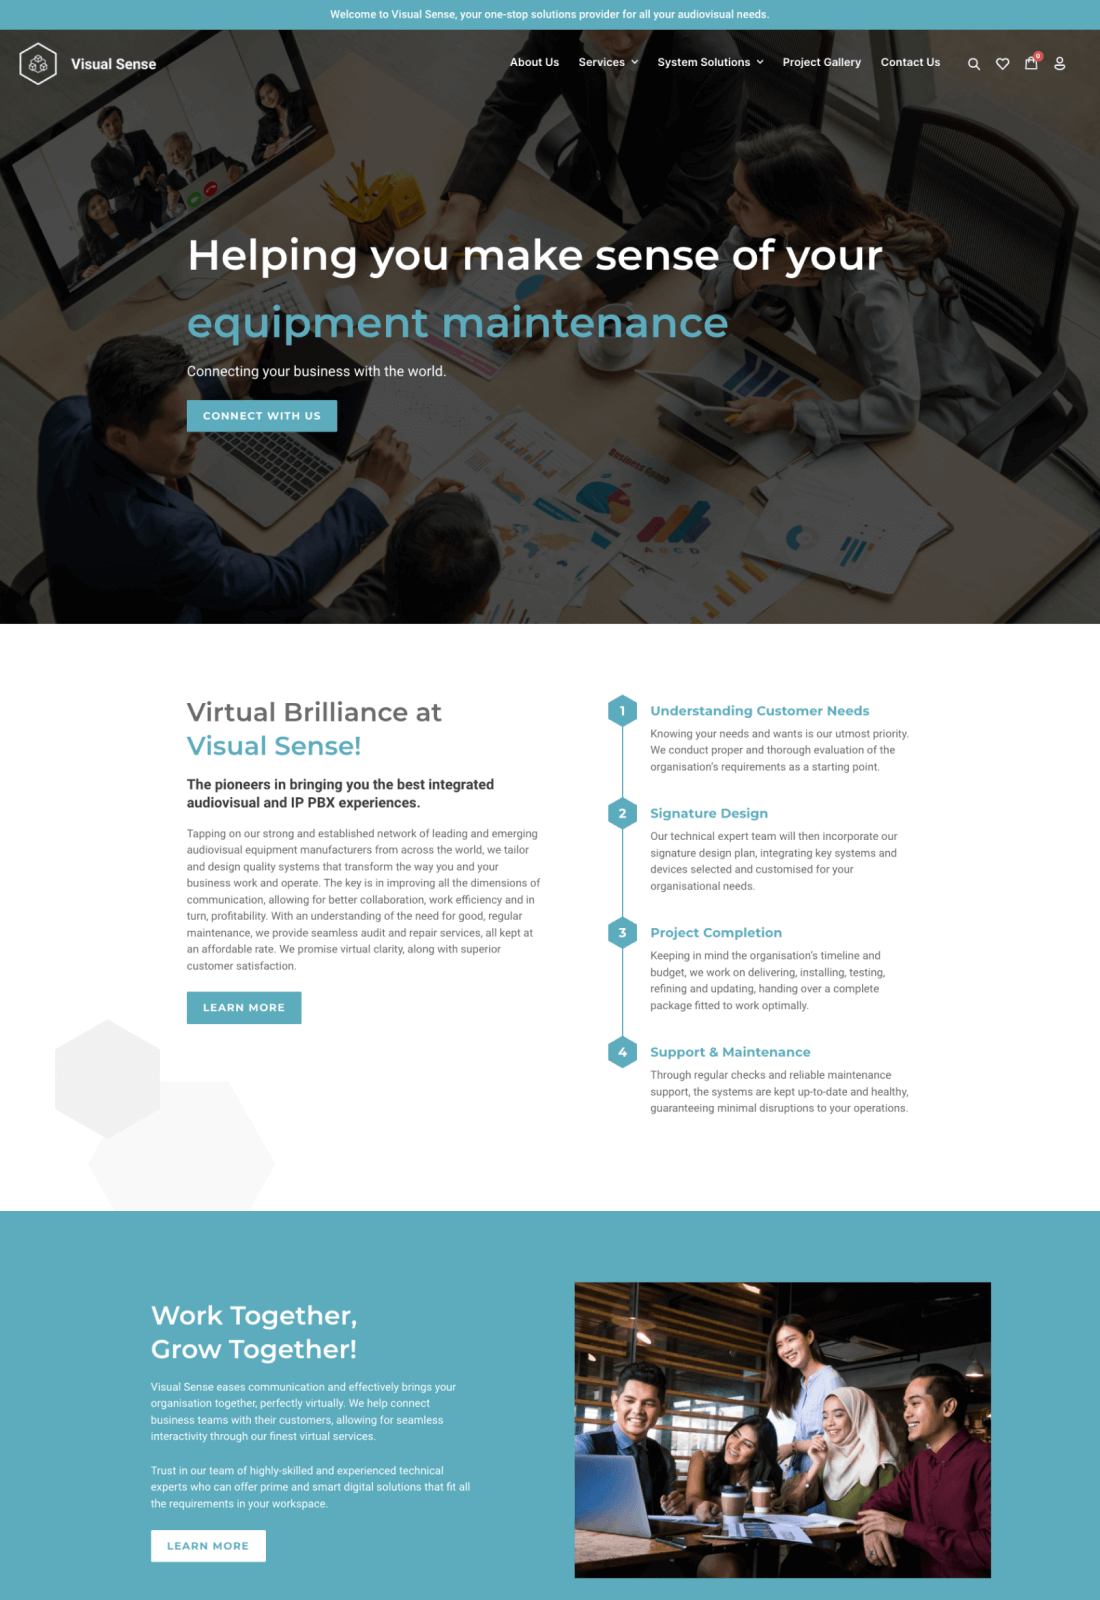 Welcome to Visual Sense, your one-stop solutions provider for all your audiovisual needs.
Visual Sense
About Us
Services
System Solutions
Project Gallery
Contact Us
0
Helping you make sense of your
equipment maintenance
Connecting your business with the world.
CONNECT WITH US
Business Growth
A B C D
Virtual Brilliance at
Visual Sense!
The pioneers in bringing you the best integrated
audiovisual and IP PBX experiences.
Tapping on our strong and established network of leading and emerging
audiovisual equipment manufacturers from across the world, we tailor
and design quality systems that transform the way you and your
business work and operate. The key is in improving all the dimensions of
communication, allowing for better collaboration, work efficiency and in
turn, profitability. With an understanding of the need for good, regular
maintenance, we provide seamless audit and repair services, all kept at
an affordable rate. We promise virtual clarity, along with superior
customer satisfaction.
LEARN MORE
1
Understanding Customer Needs
Knowing your needs and wants is our utmost priority.
We conduct proper and thorough evaluation of the
organisation's requirements as a starting point.
2
Signature Design
Our technical expert team will then incorporate our
signature design plan, integrating key systems and
devices selected and customised for your
organisational needs.
3
Project Completion
Keeping in mind the organisation's timeline and
budget, we work on delivering, installing, testing,
refining and updating, handing over a complete
package fitted to work optimally.
4
Support & Maintenance
Through regular checks and reliable maintenance
support, the systems are kept up-to-date and healthy,
guaranteeing minimal disruptions to your operations.
Work Together,
Grow Together!
Visual Sense eases communication and effectively brings your
organisation together, perfectly virtually. We help connect
business teams with their customers, allowing for seamless
interactivity through our finest virtual services.
Trust in our team of highly-skilled and experienced technical
experts who can offer prime and smart digital solutions that fit all
the requirements in your workspace.
LEARN MORE